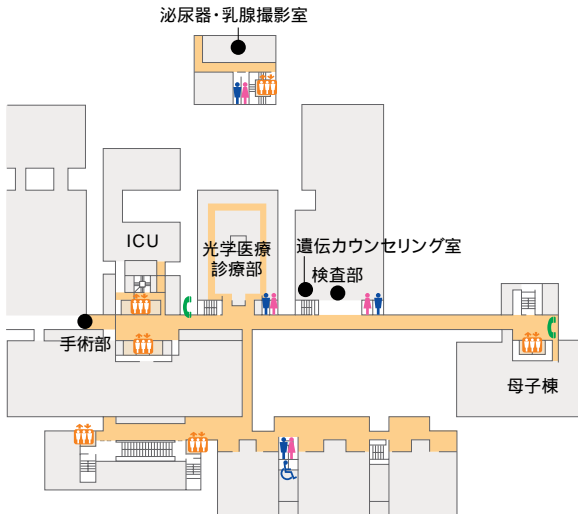 泌尿器・乳腺撮影室
ICU
光学医療
診療部
遺伝カウンセリング室
検査部
手術部
母子棟